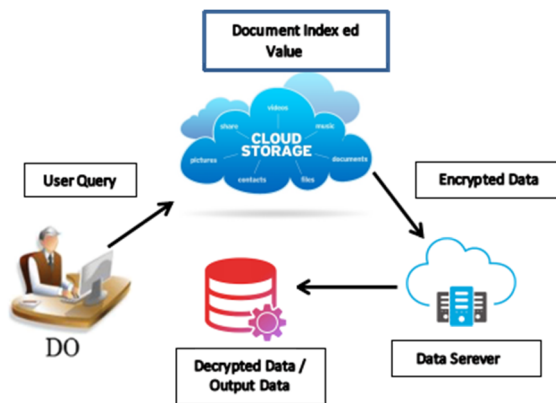 Document Index ed
Value
videos
share
music
CLOUD
STORAGE
pictures
documents
contacts
files
User Query
Encrypted Data
DO
Decrypted Data /
Output Data
Data Serever